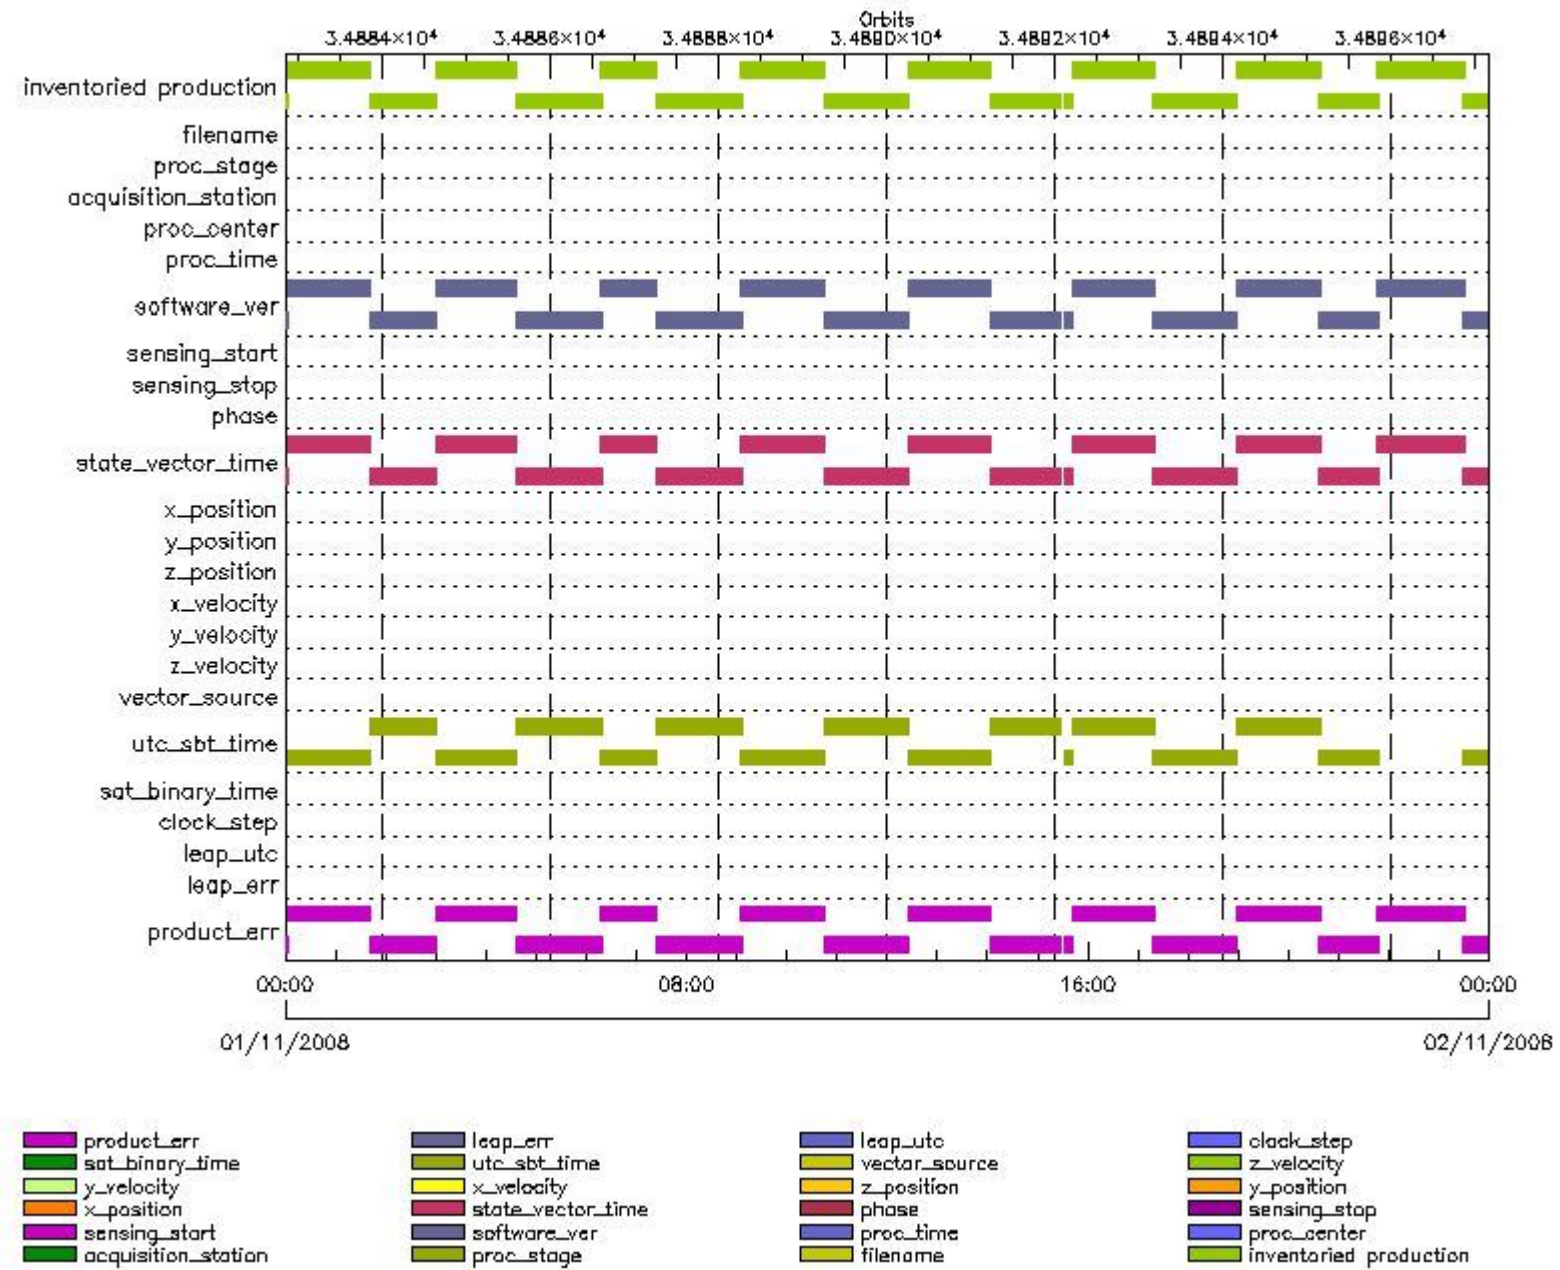 Orbits
3.4884×10⁴ 3.4886×10⁴ 3.4888×10⁴ 3.4890×10⁴ 3.4892×10⁴ 3.4894×10⁴ 3.4896×10⁴
inventoried production
filename
proc_stage
acquisition_station
proc_center
proc_time
software_ver
sensing_start
sensing_stop
phase
state_vector_time
x_position
y_position
z_position
x_velocity
y_velocity
z_velocity
vector_source
utc_sbt_time
sat_binary_time
clock_step
leap_utc
leap_err
product_err
00:00 08:00 16:00 00:00
01/11/2008 02/11/2008
product_err leap_err leap_utc clock_step
sat_binary_time utc_sbt_time vector_source z_velocity
y_velocity x_velocity z_position y_position
x_position state_vector_time phase sensing_stop
sensing_start software_ver proc_time proc_center
acquisition_station proc_stage filename inventoried production